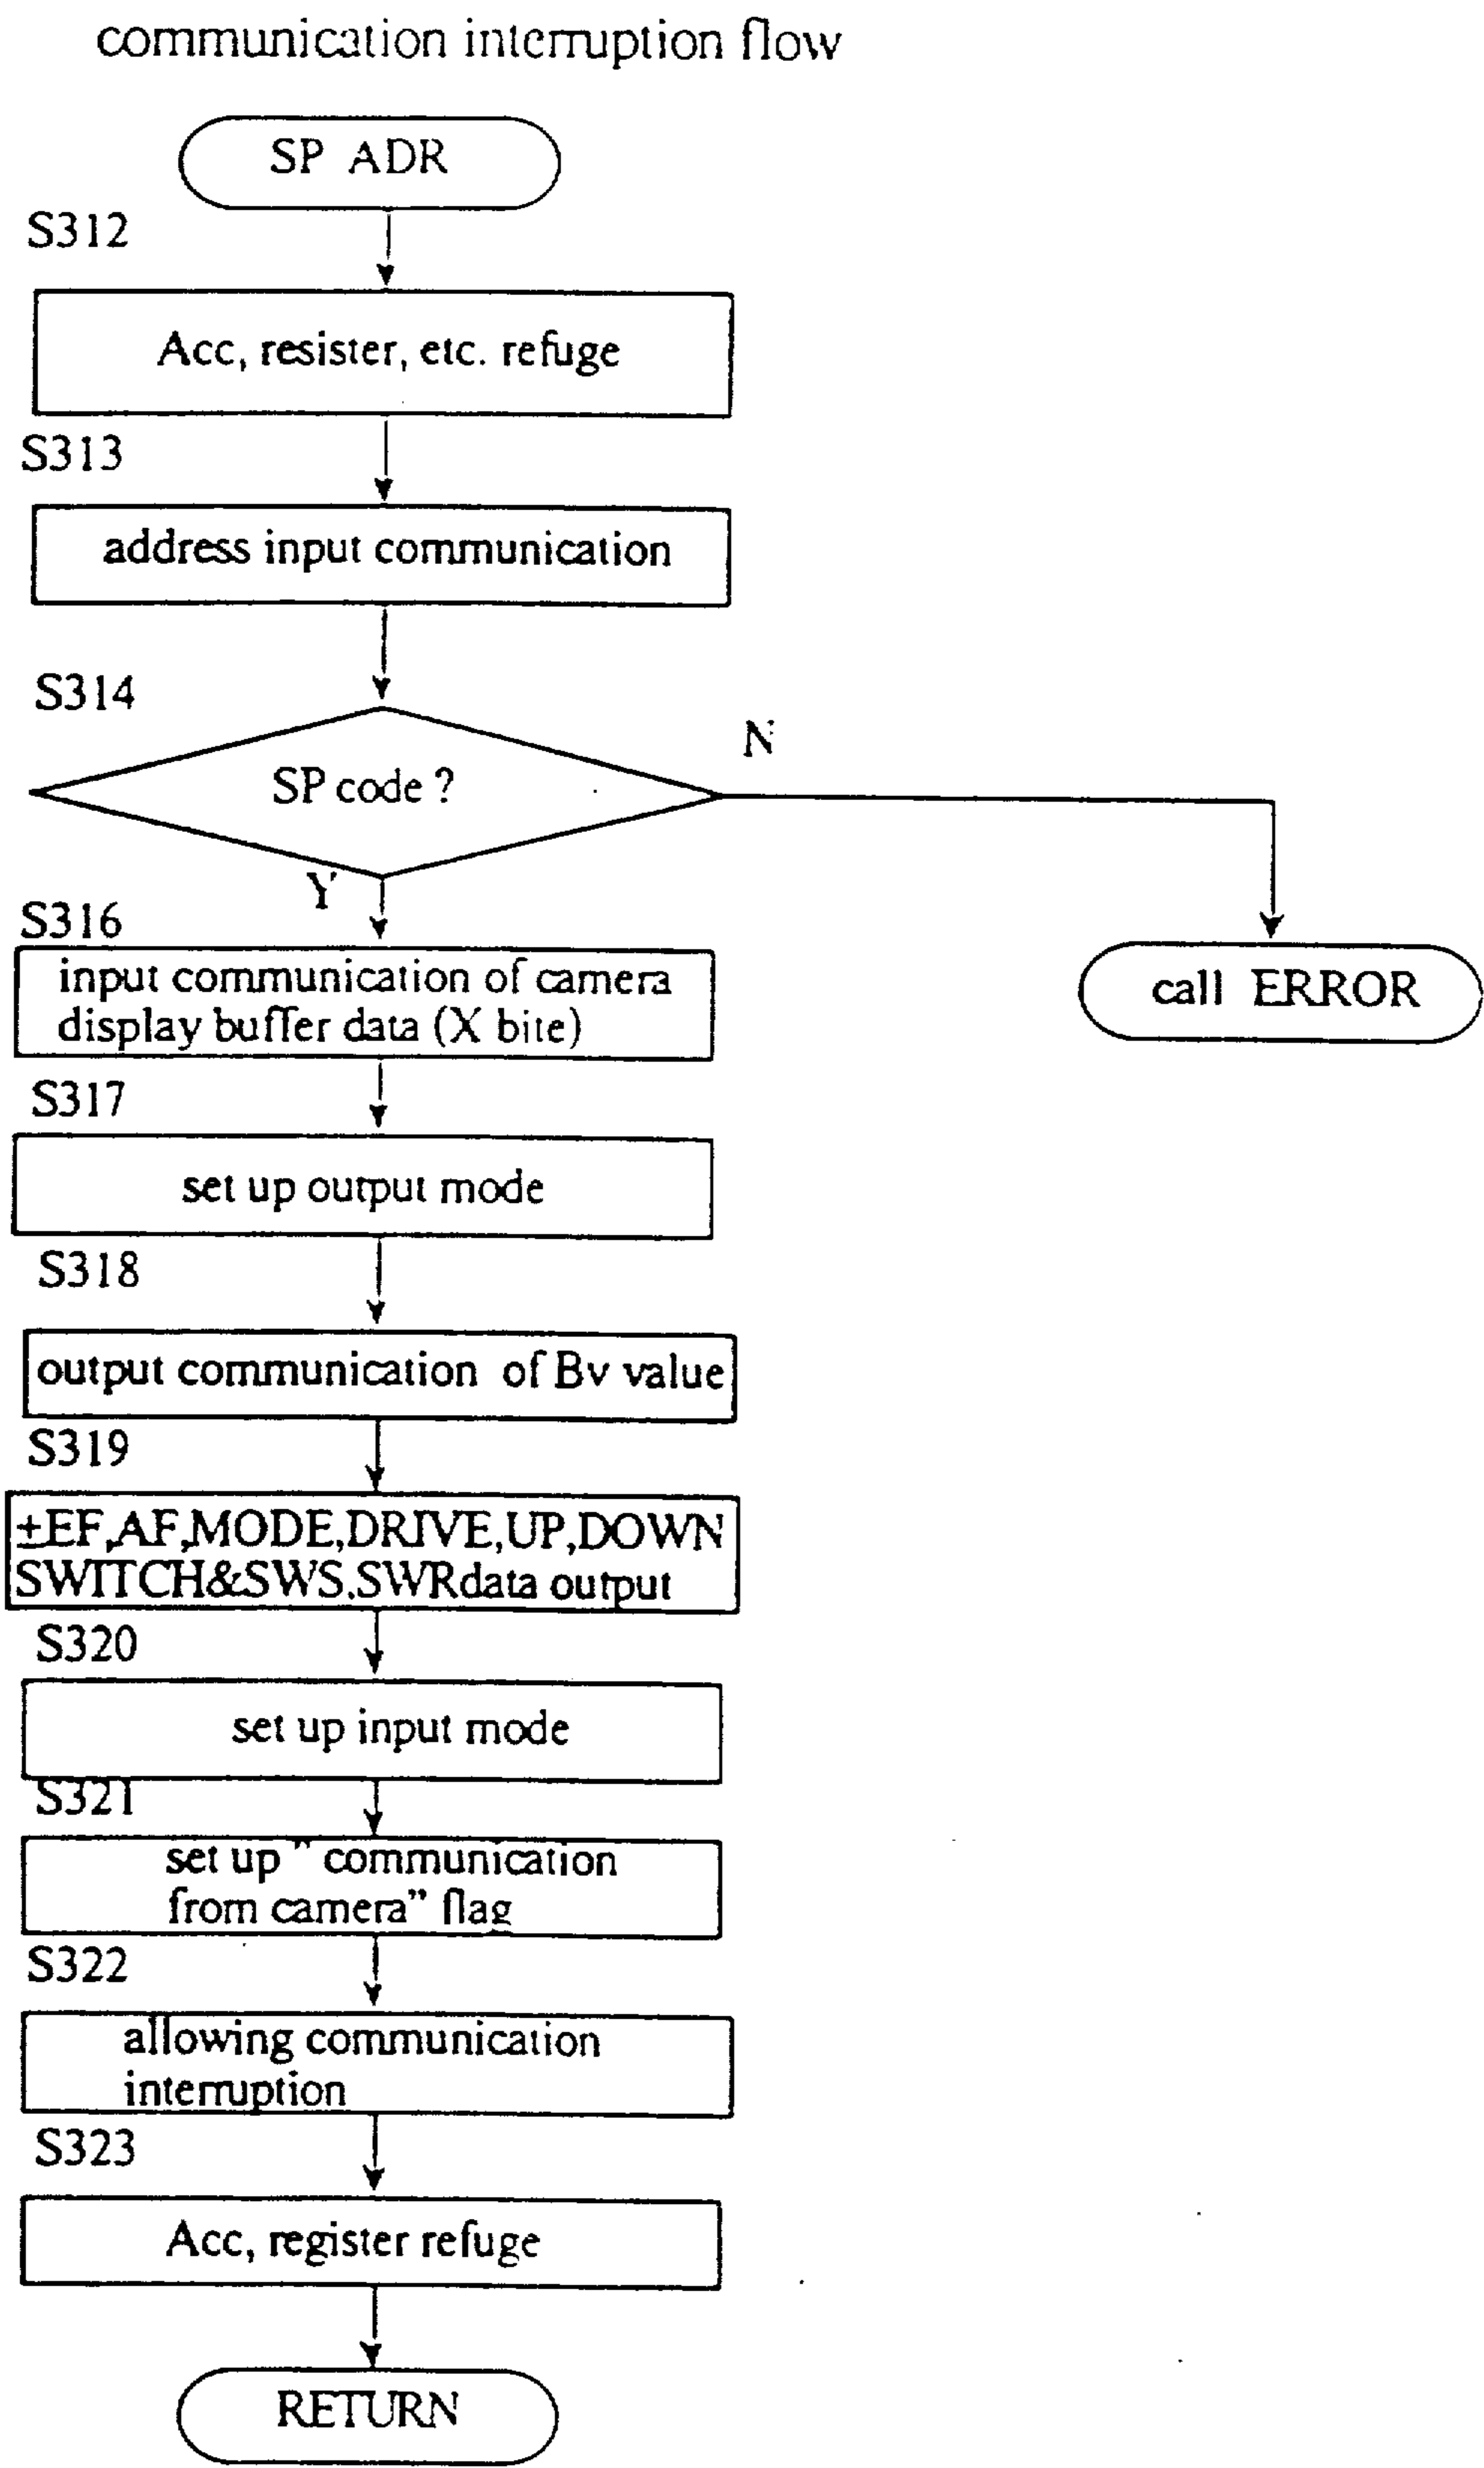 communication interruption flow
SP ADR
S312
Acc, resister, etc. refuge
S313
address input communication
S314
SP code ?
N
Y
call ERROR
S316
input communication of camera
display buffer data (X bite)
S317
set up output mode
S318
output communication of Bv value
S319
±EF,AF,MODE,DRIVE,UP,DOWN
SWITCH&SWS.SWRdata output
S320
set up input mode
S321
set up " communication
from camera” flag
S322
allowing communication
interruption
S323
Acc, register refuge
RETURN